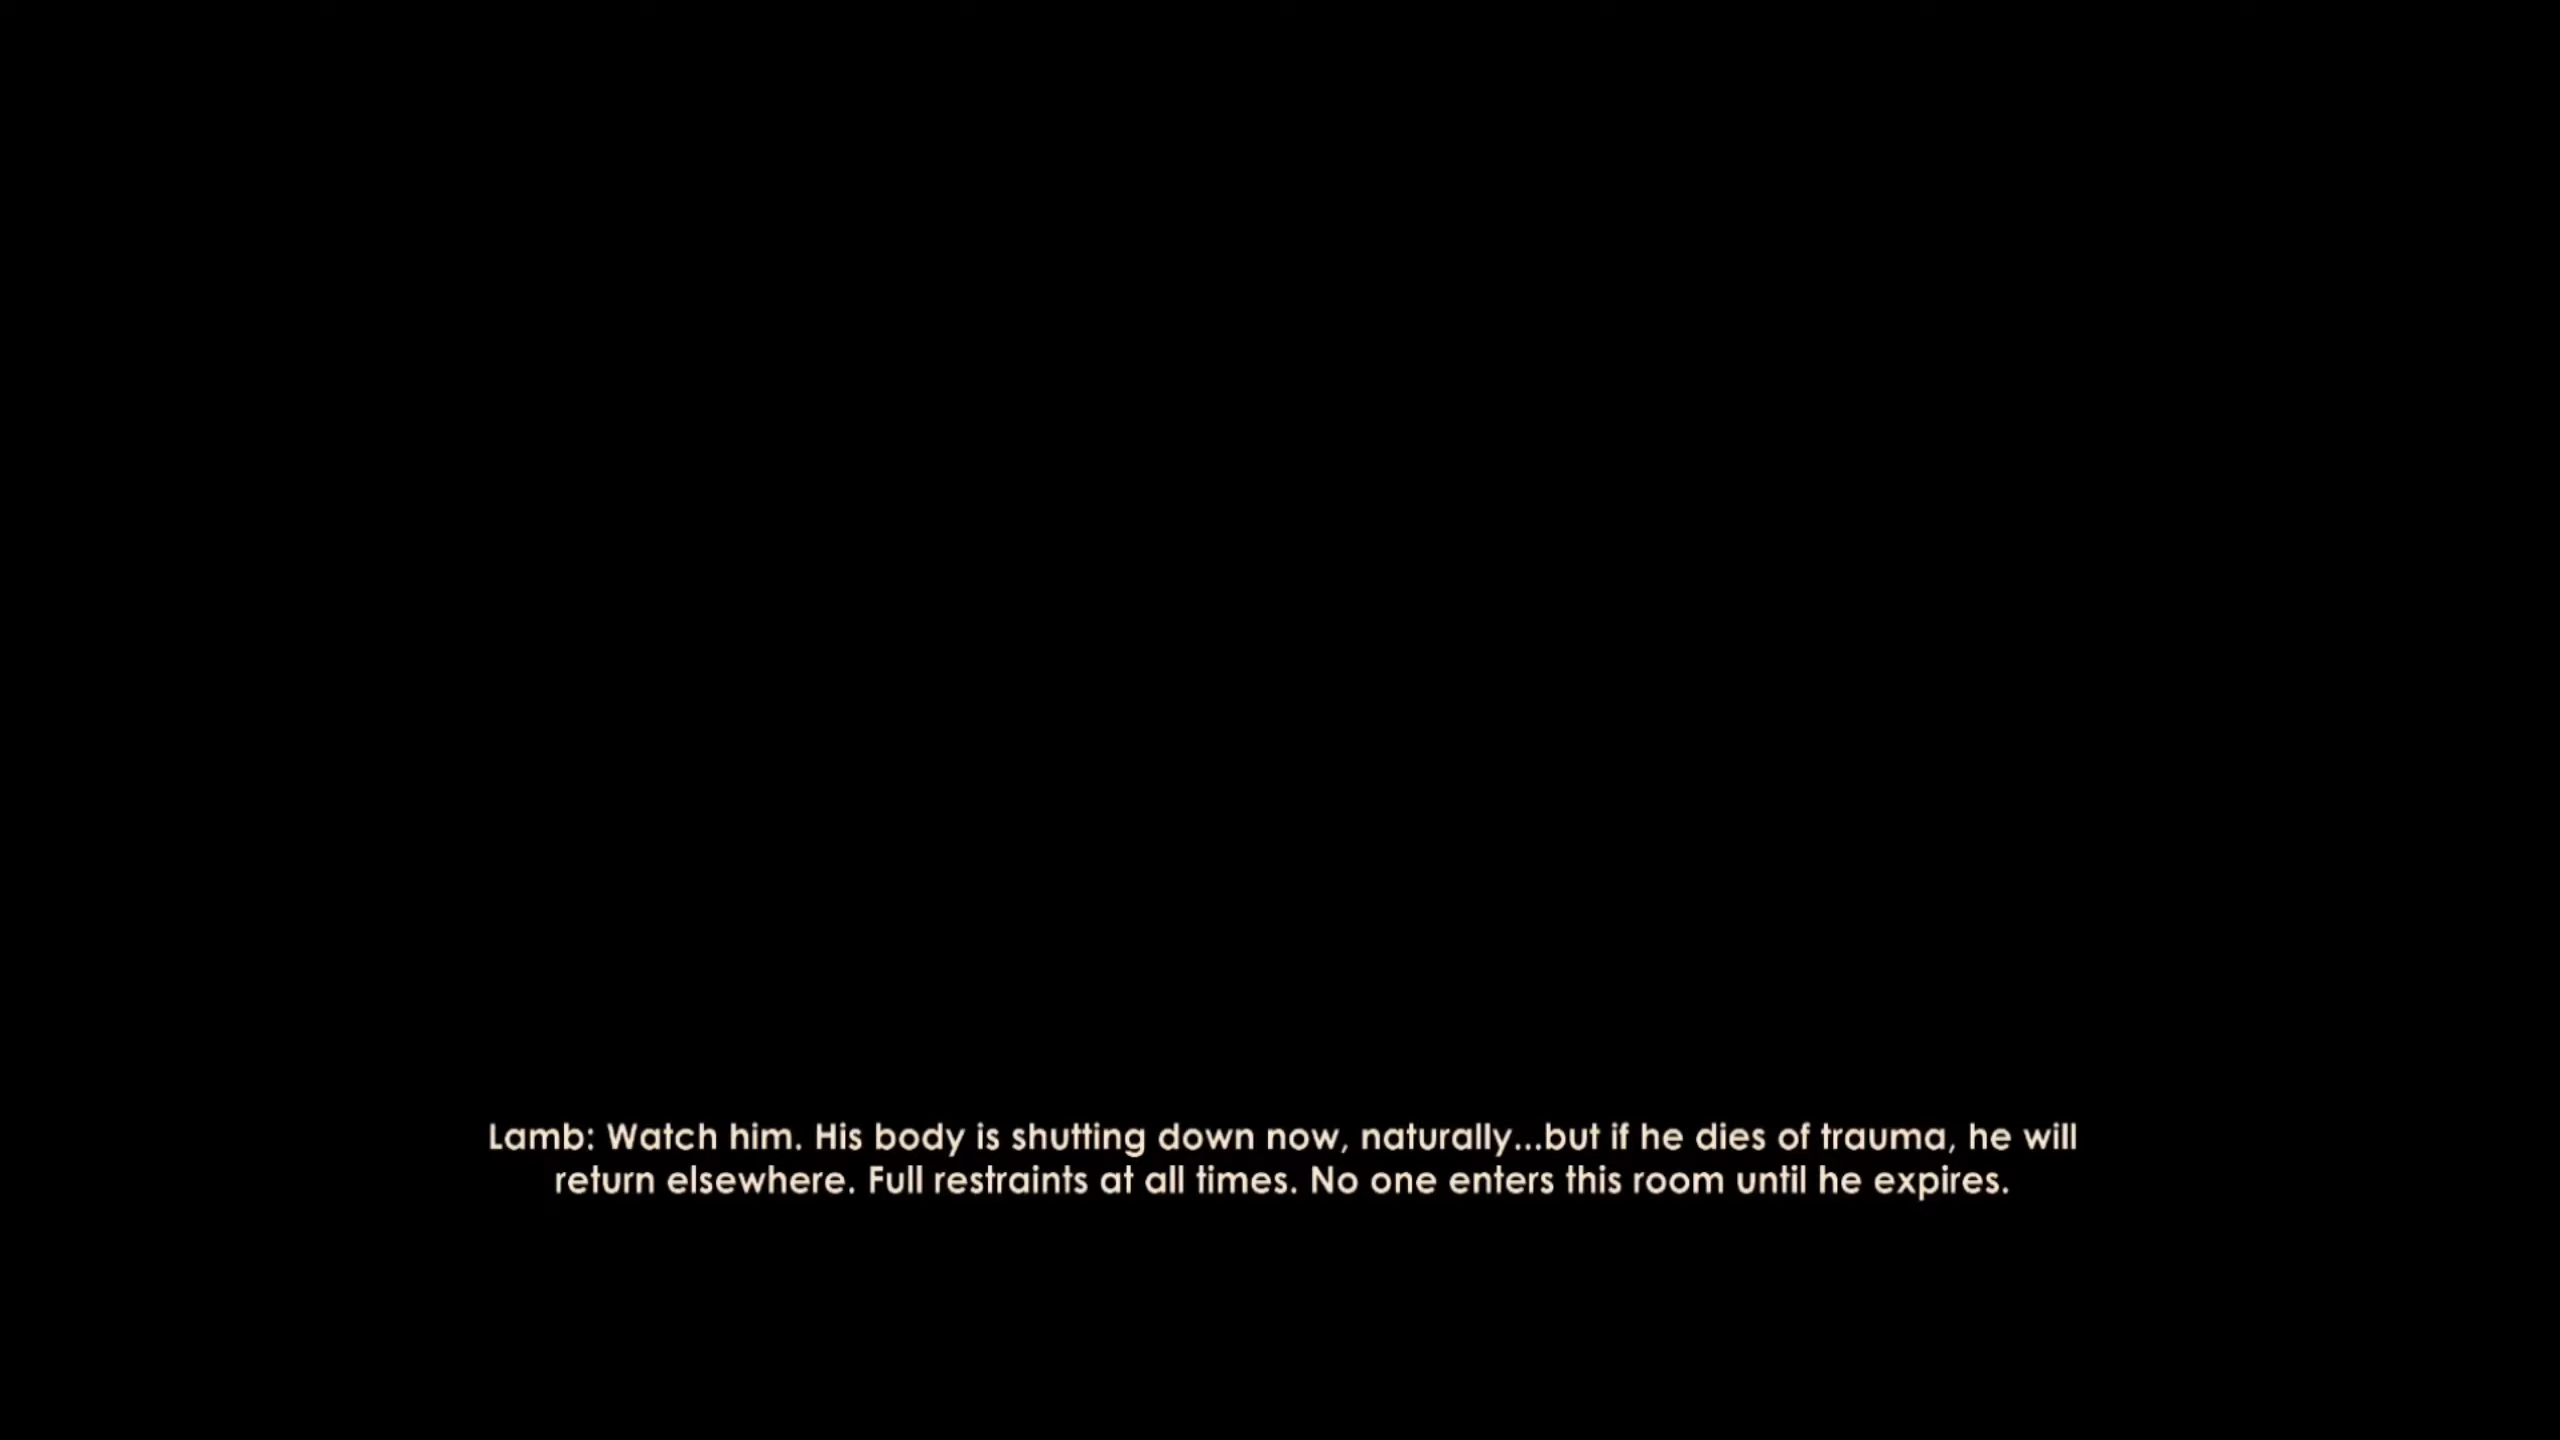 Lamb: Watch him. His body is shutting down now, naturally...but if he dies of trauma, he will
return elsewhere. Full restraints at all times. No one enters this room until he expires.